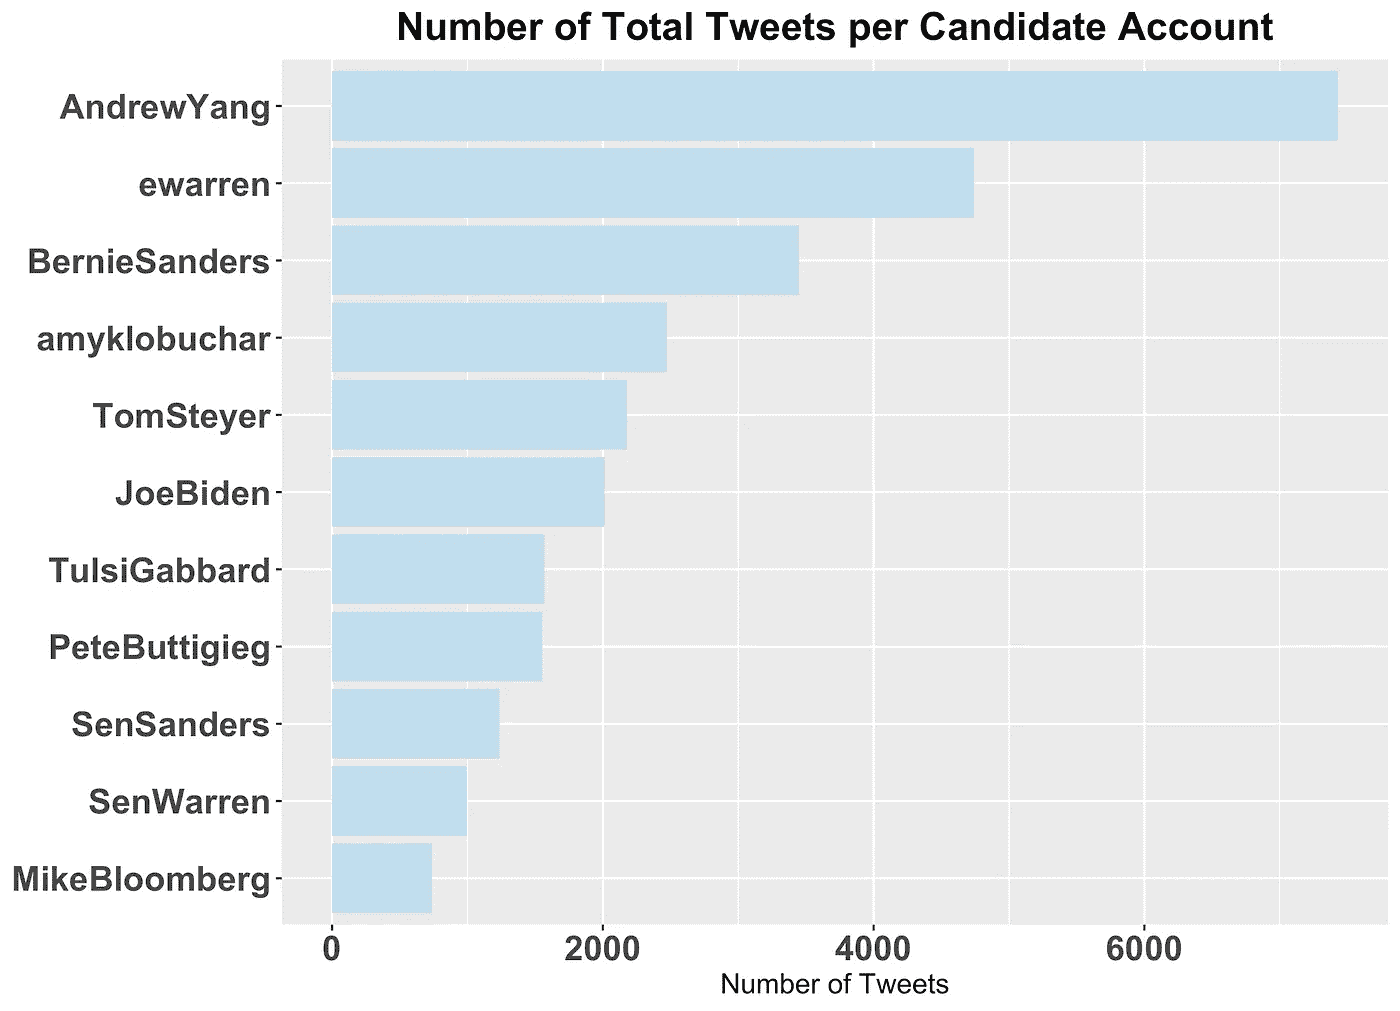 Number of Total Tweets per Candidate Account
AndrewYang
ewarren
BernieSanders
amyklobuchar
TomSteyer
JoeBiden
TulsiGabbard
PeteButtigieg
SenSanders
SenWarren
MikeBloomberg
0 2000 4000 6000
Number of Tweets